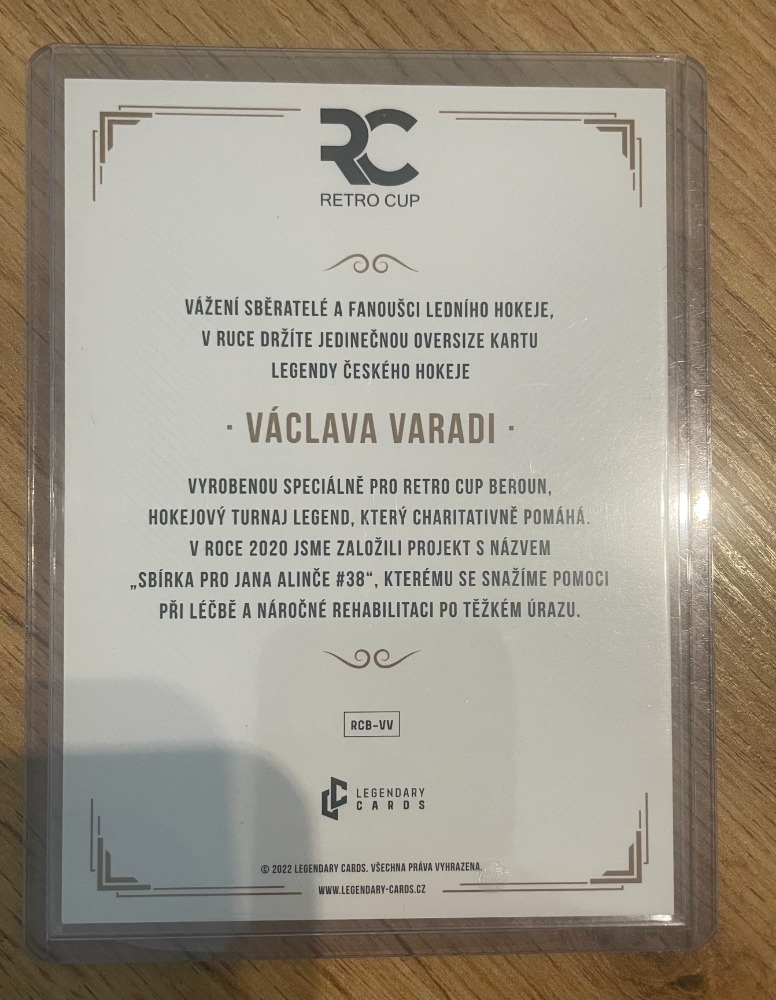 RC
RETRO CUP
VÁŽENÍ SBĚRATELÉ A FANOUŠCI LEDNÍHO HOKEJE,
V RUCE DRŽÍTE JEDINEČNOU OVERSIZE KARTU
LEGENDY ČESKÉHO HOKEJE
· VÁCLAVA VARADI ·
VYROBENOU SPECIÁLNĚ PRO RETRO CUP BEROUN,
HOKEJOVÝ TURNAJ LEGEND, KTERÝ CHARITATIVNĚ POMÁHÁ.
V ROCE 2020 JSME ZALOŽILI PROJEKT S NÁZVEM
„SBÍRKA PRO JANA ALINČE #38“, KTERÉMU SE SNAŽÍME POMOCI
PŘI LÉČBĚ A NÁROČNÉ REHABILITACI PO TĚŽKÉM ÚRAZU.
RCB-VV
LEGENDARY
CARDS
© 2022 LEGENDARY CARDS. VŠECHNA PRÁVA VYHRAZENA.
WWW.LEGENDARY-CARDS.CZ